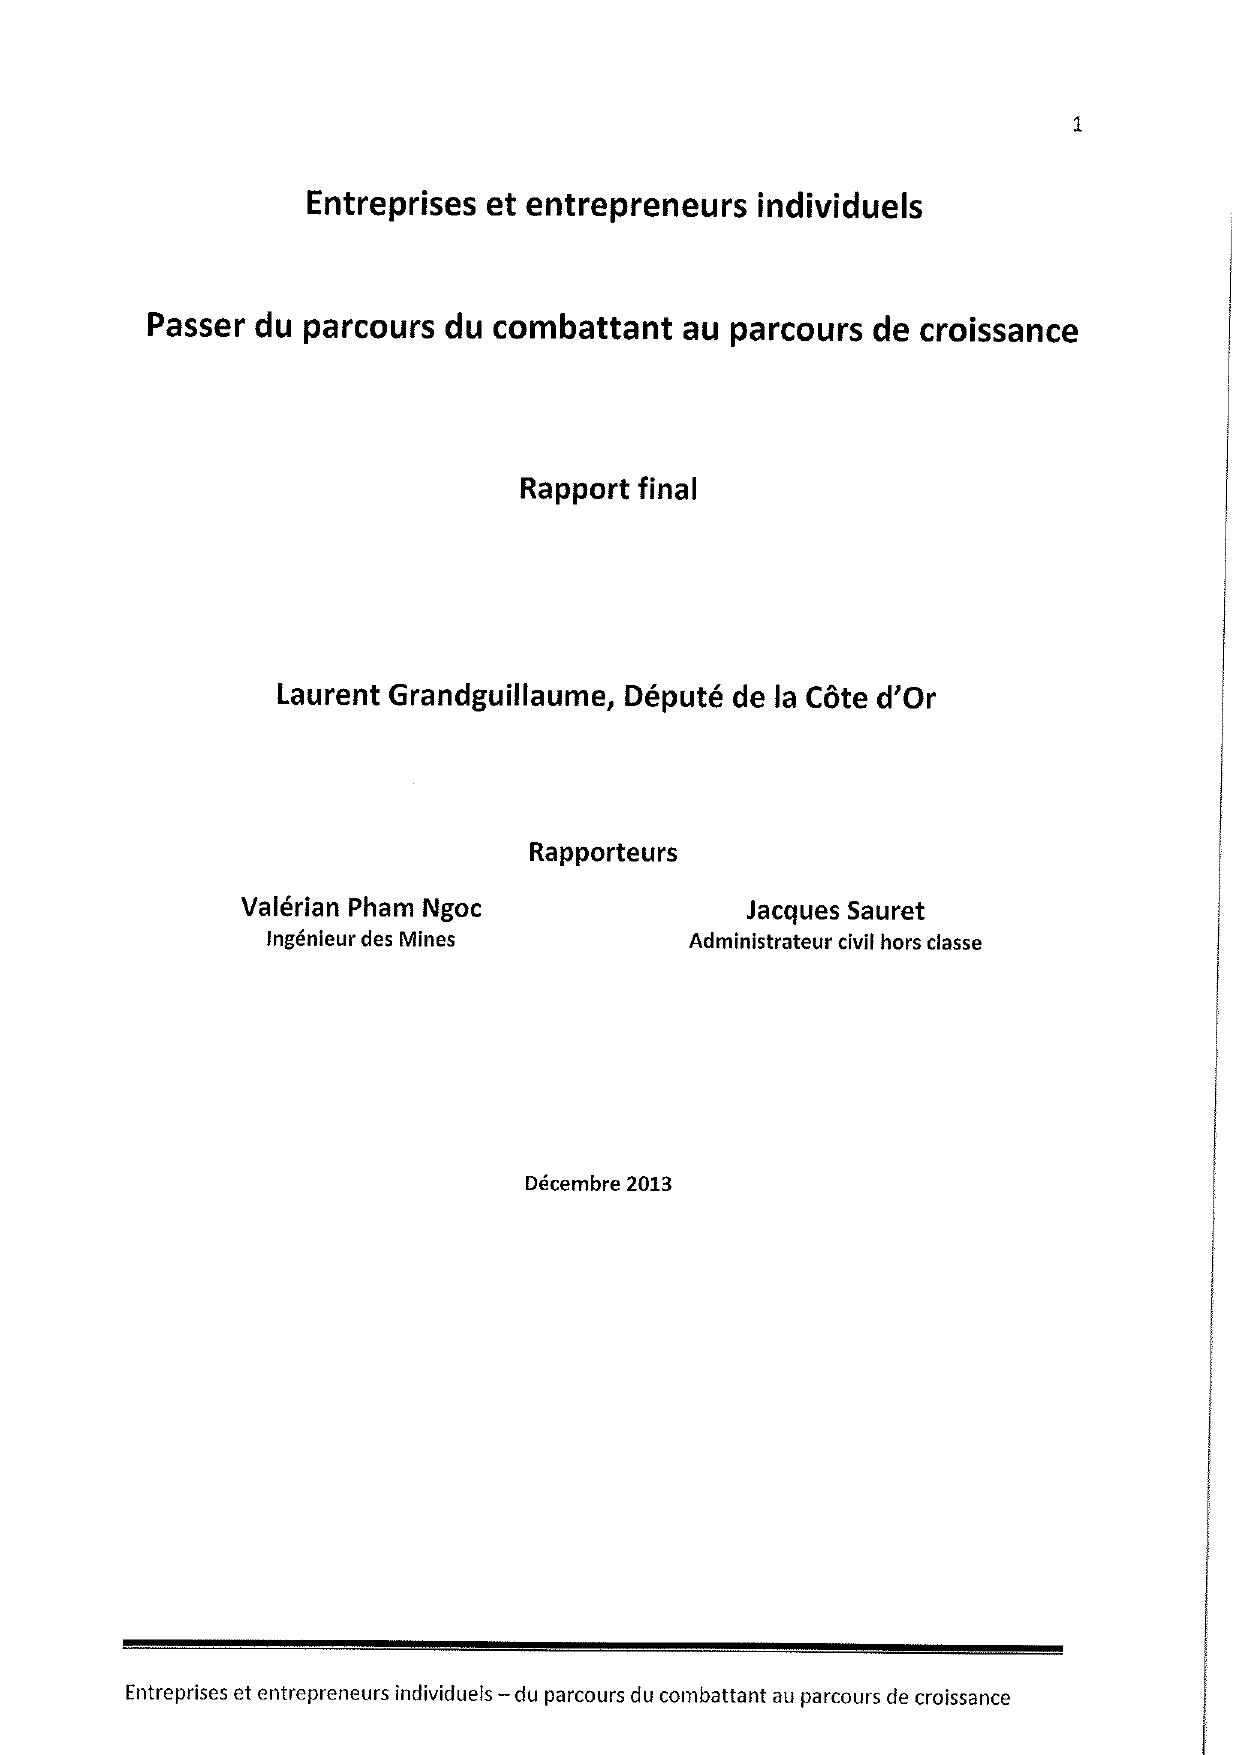 1
Entreprises et entrepreneurs individuels
Passer du parcours du combattant au parcours de croissance
Rapport final
Laurent Grandguillaume, Député de la Côte d'Or
Rapporteurs
Valérian Pham Ngoc
Ingénieur des Mines
Jacques Sauret
Administrateur civil hors classe
Décembre 2013
Entreprises et entrepreneurs individuels – du parcours du combattant au parcours de croissance